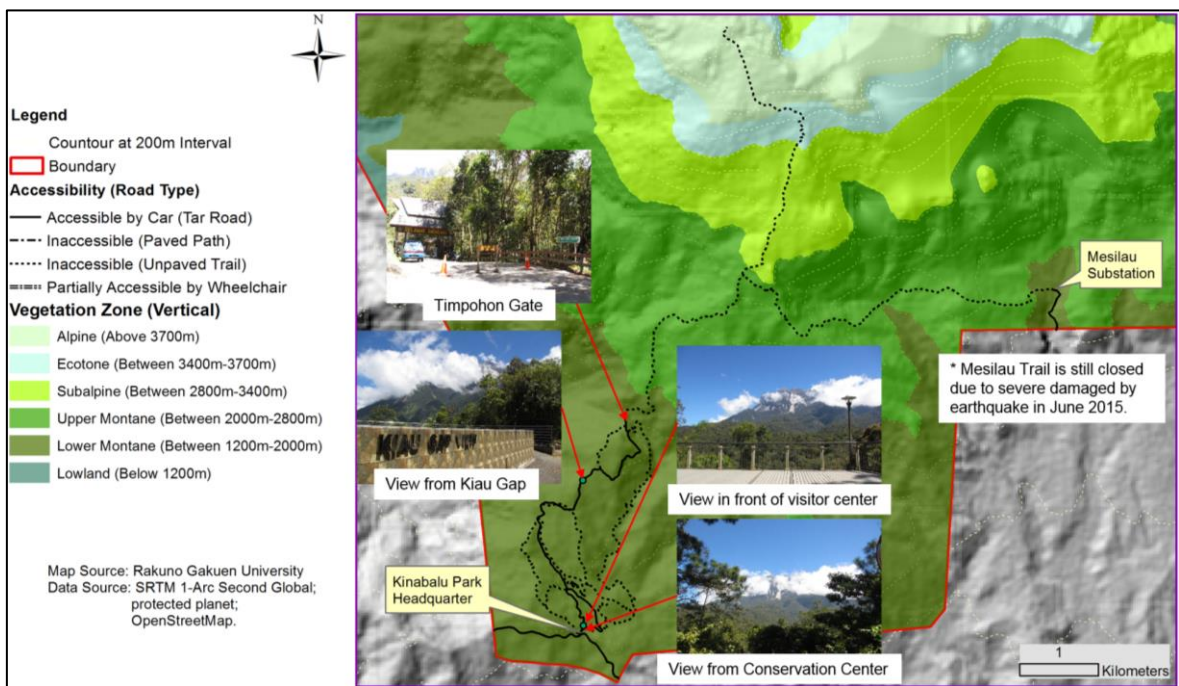 N
Legend
Countour at 200m Interval
Boundary
Accessibility (Road Type)
Accessible by Car (Tar Road)
Inaccessible (Paved Path)
Inaccessible (Unpaved Trail)
Partially Accessible by Wheelchair
Vegetation Zone (Vertical)
Alpine (Above 3700m)
Ecotone (Between 3400m-3700m)
Subalpine (Between 2800m-3400m)
Upper Montane (Between 2000m-2800m)
Lower Montane (Between 1200m-2000m)
Lowland (Below 1200m)
Map Source: Rakuno Gakuen University
Data Source: SRTM 1-Arc Second Global;
protected planet;
OpenStreetMap.
Timpohon Gate
Mesilau
Substation
* Mesilau Trail is still closed
due to severe damaged by
earthquake in June 2015.
KIAU GAP VIEW
View from Kiau Gap
View in front of visitor center
Kinabalu Park
Headquarter
View from Conservation Center
1
Kilometers